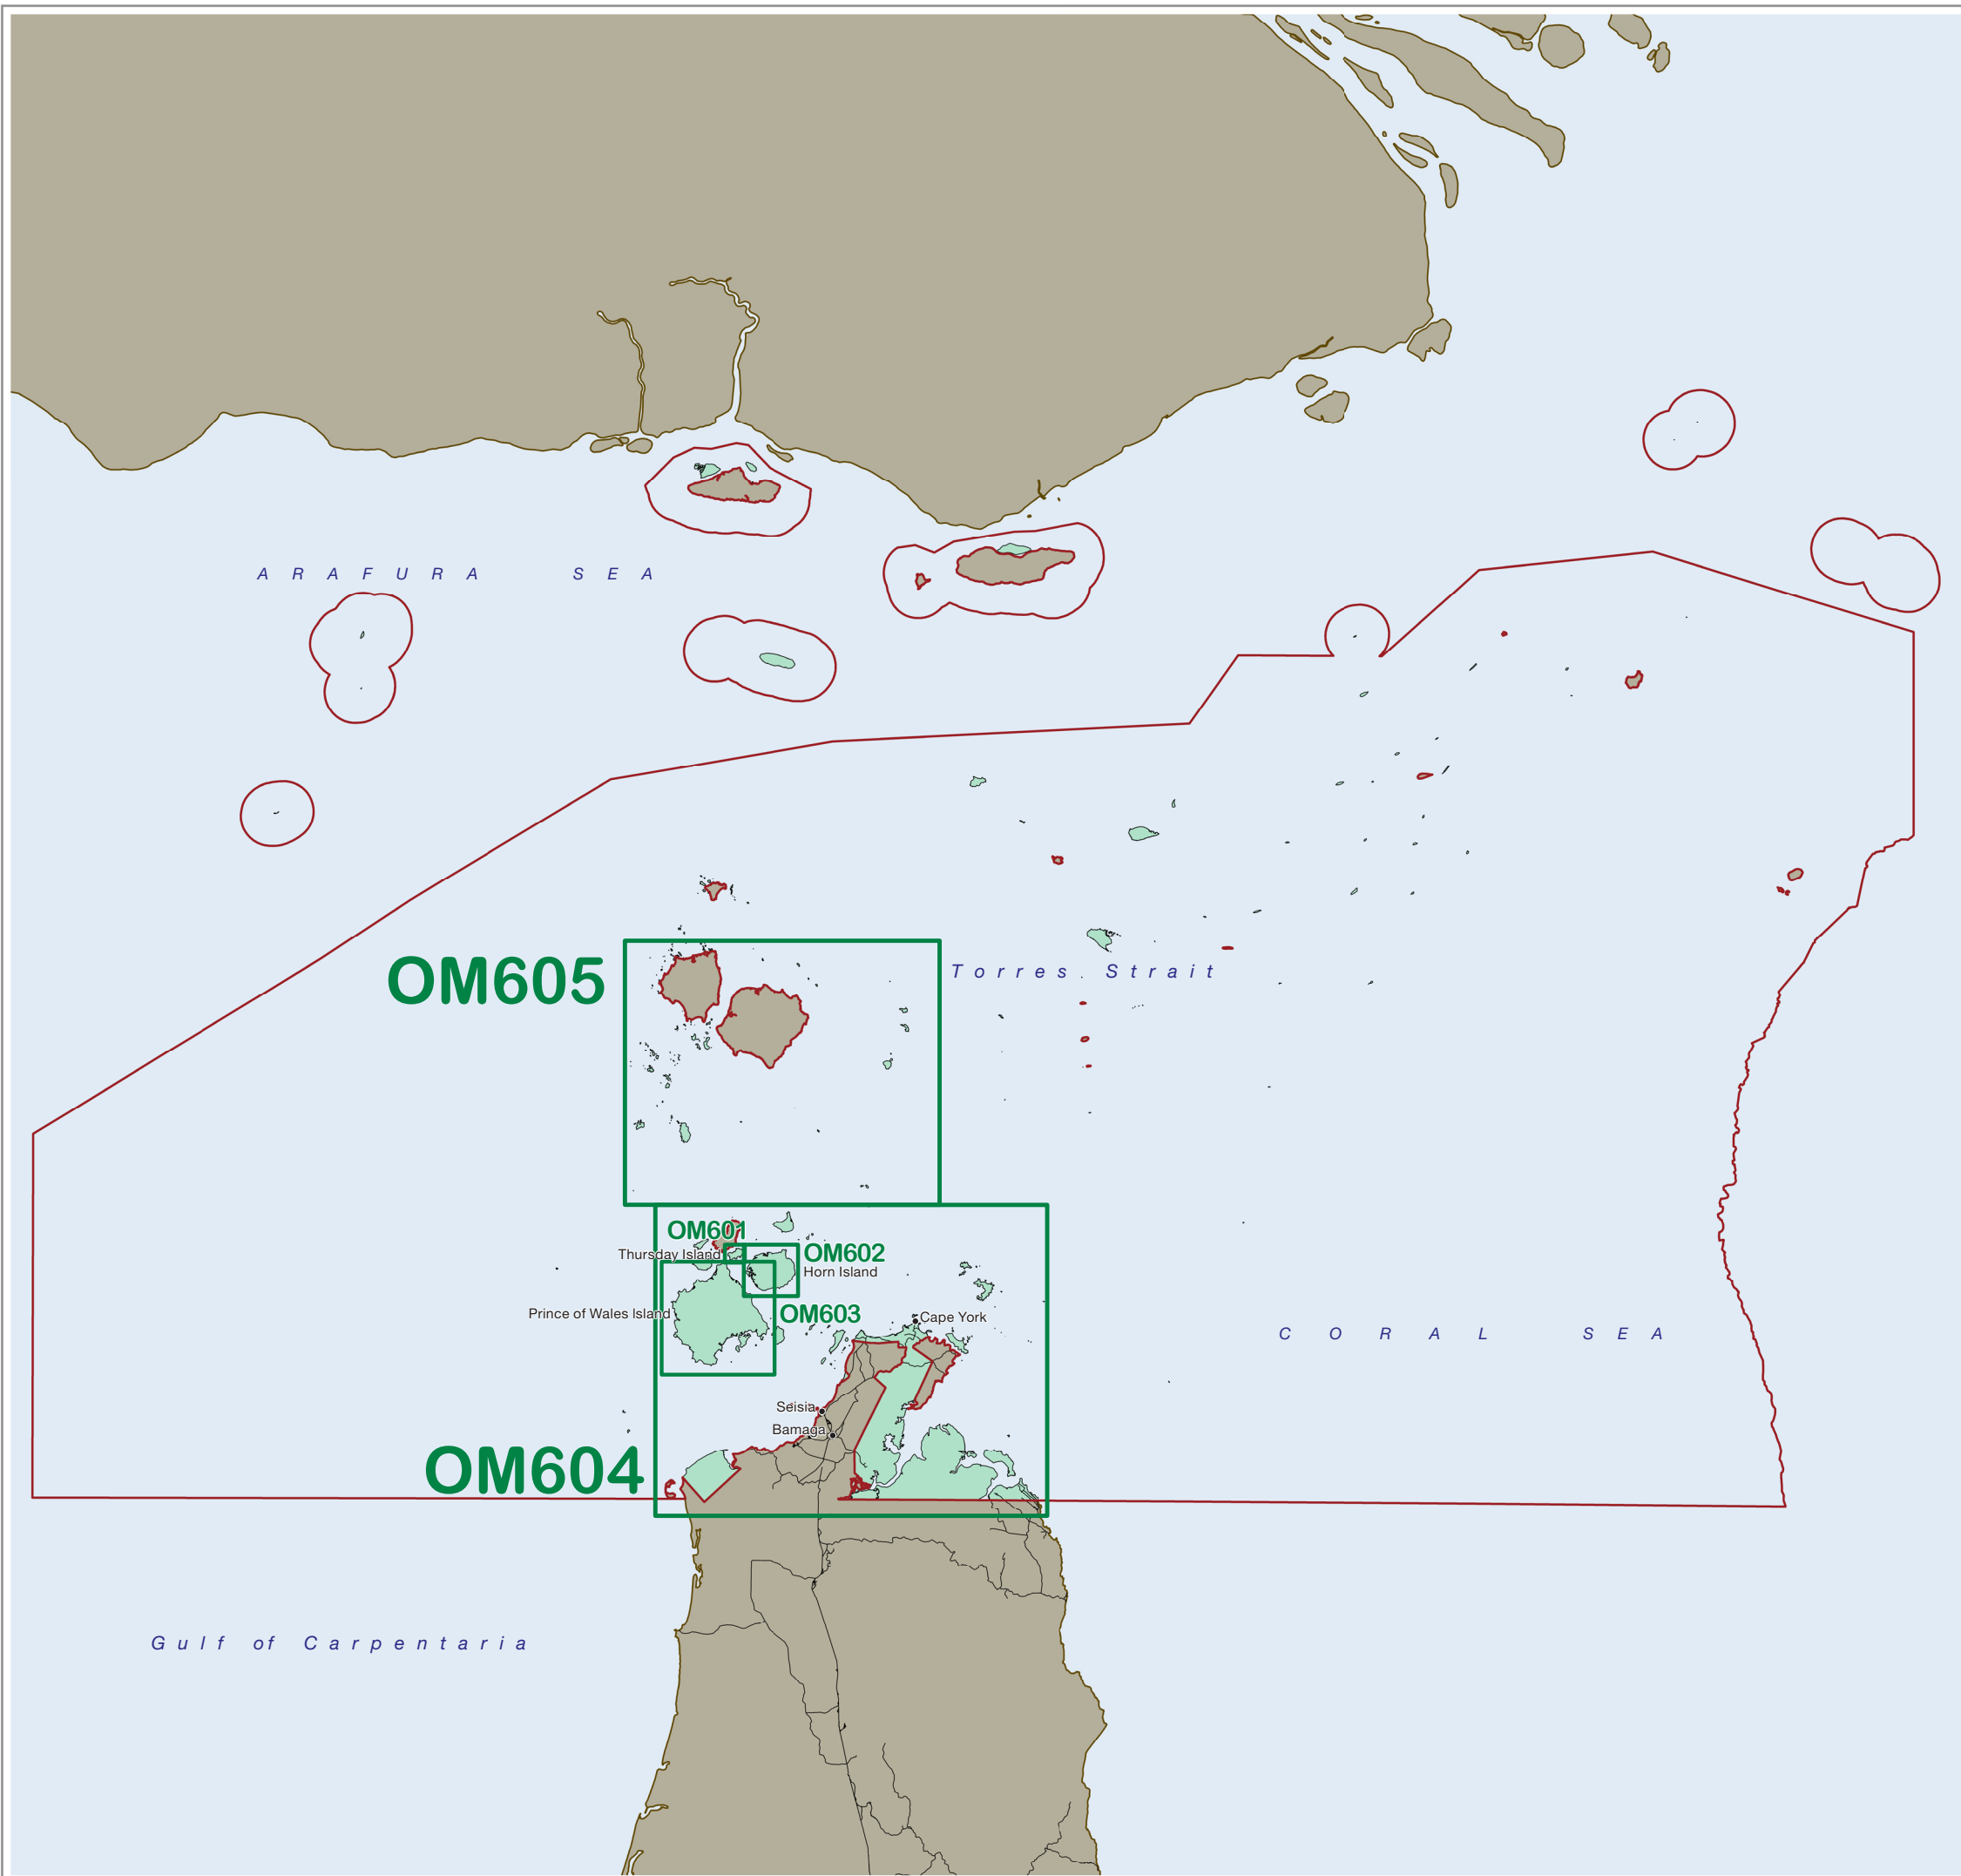 ARAFURA SEA
OM605
Torres Strait
OM601
Thursday Island
OM602
Horn Island
Prince of Wales Island
OM603
Cape York
CORAL SEA
Seisia
Bamaga
OM604
Gulf of Carpentaria